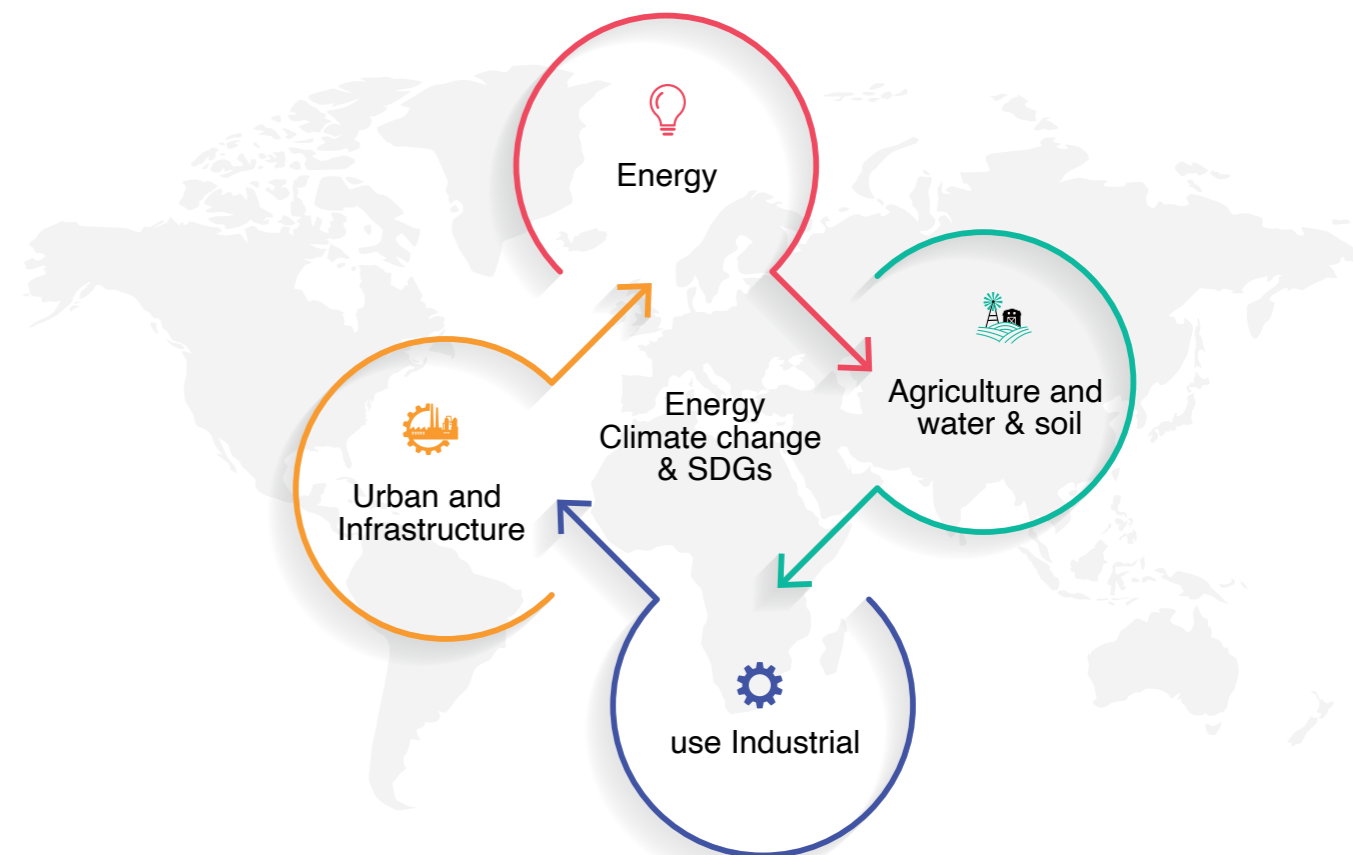 Energy
Agriculture and
water & soil
Energy
Climate change
& SDGs
Urban and
Infrastructure
use Industrial